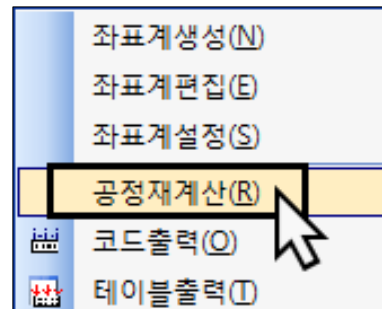 좌표계생성(N)
좌표계편집(E)
좌표계설정(S)
공정재계산(R)
코드출력(O)
테이블출력(T)